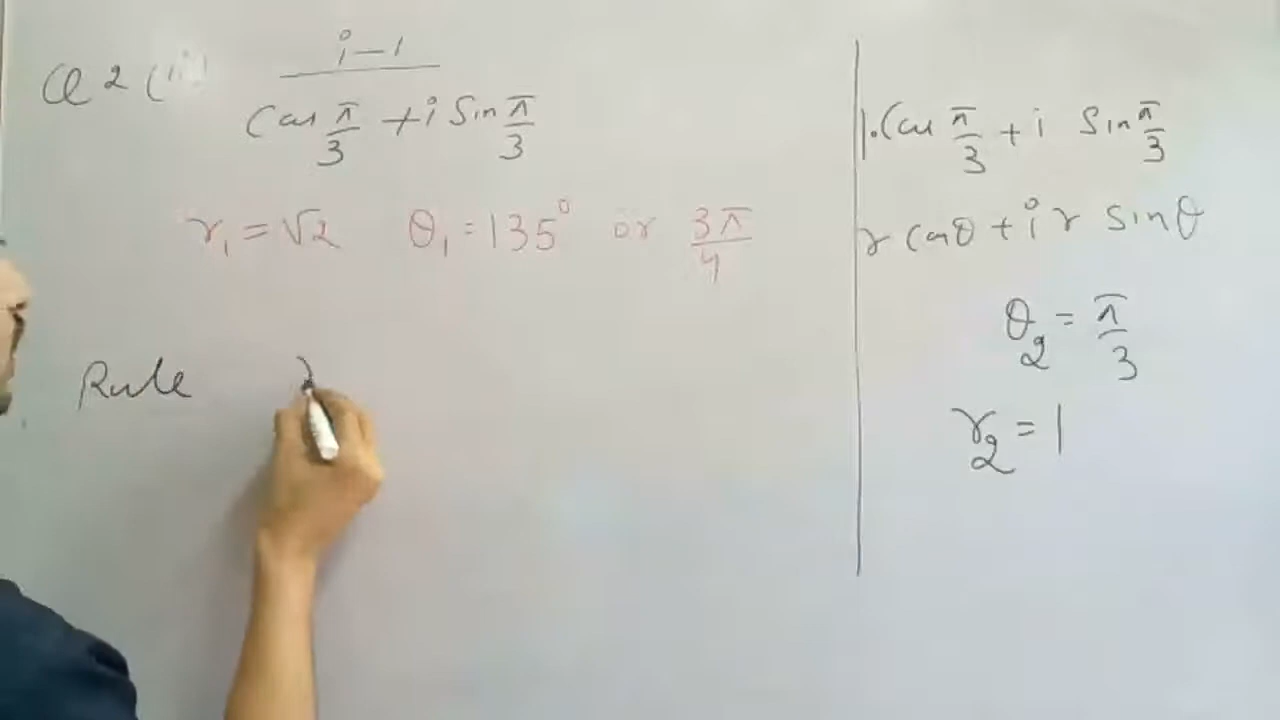 Q 2 (ii) (i-1)/(Cos π/3 + i Sin π/3)
r₁ = √2 θ₁ = 135° or 3π/4
Rule
1.Cos π/3 + i Sin π/3
r Cosθ + i r Sinθ
θ₂ = π/3
r₂ = 1